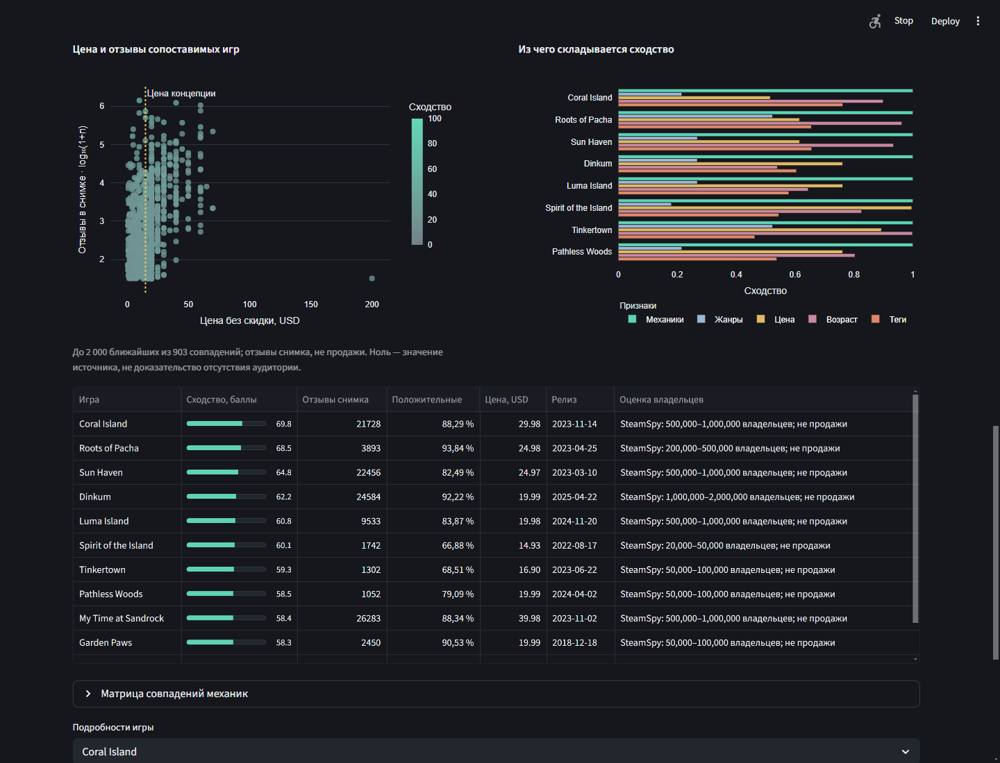 Stop
Deploy
Цена и отзывы сопоставимых игр
Цена концепции
Отзывы в снимке · log₁₀(1+n)
6
5
4
3
2
0
50
100
150
200
Цена без скидки, USD
Сходство
100
80
60
40
20
0
Из чего складывается сходство
Coral Island
Roots of Pacha
Sun Haven
Dinkum
Luma Island
Spirit of the Island
Tinkertown
Pathless Woods
0
0.2
0.4
0.6
0.8
1
Сходство
Признаки
Механики
Жанры
Цена
Возраст
Теги
До 2 000 ближайших из 903 совпадений; отзывы снимка, не продажи. Ноль — значение
источника, не доказательство отсутствия аудитории.
Игра Сходство, баллы Отзывы снимка Положительные Цена, USD Релиз Оценка владельцев
Coral Island 69.8 21728 88,29 % 29.98 2023-11-14 SteamSpy: 500,000–1,000,000 владельцев; не продажи
Roots of Pacha 68.5 3893 93,84 % 24.98 2023-04-25 SteamSpy: 200,000–500,000 владельцев; не продажи
Sun Haven 64.8 22456 82,49 % 24.97 2023-03-10 SteamSpy: 500,000–1,000,000 владельцев; не продажи
Dinkum 62.2 24584 92,22 % 19.99 2025-04-22 SteamSpy: 1,000,000–2,000,000 владельцев; не продажи
Luma Island 60.8 9533 83,87 % 19.98 2024-11-20 SteamSpy: 500,000–1,000,000 владельцев; не продажи
Spirit of the Island 60.1 1742 66,88 % 14.93 2022-08-17 SteamSpy: 20,000–50,000 владельцев; не продажи
Tinkertown 59.3 1302 68,51 % 16.90 2023-06-22 SteamSpy: 50,000–100,000 владельцев; не продажи
Pathless Woods 58.5 1052 79,09 % 19.99 2024-04-02 SteamSpy: 50,000–100,000 владельцев; не продажи
My Time at Sandrock 58.4 26283 88,34 % 39.98 2023-11-02 SteamSpy: 500,000–1,000,000 владельцев; не продажи
Garden Paws 58.3 2450 90,53 % 19.99 2018-12-18 SteamSpy: 50,000–100,000 владельцев; не продажи
Матрица совпадений механик
Подробности игры
Coral Island